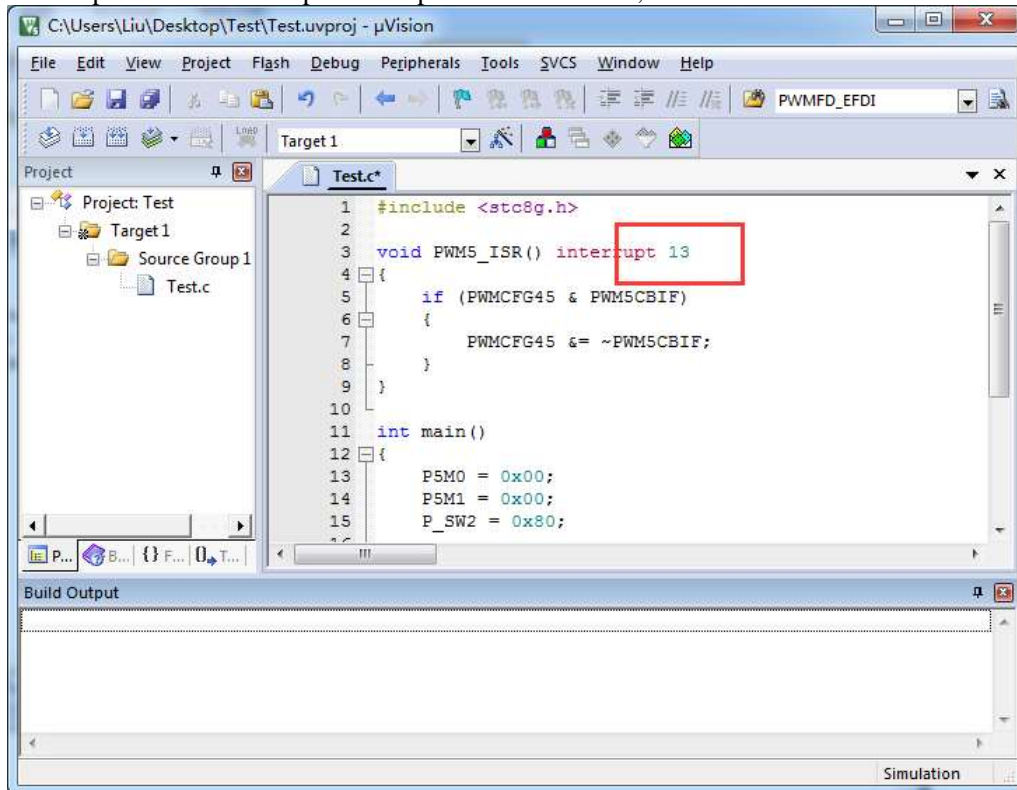 C:\Users\Liu\Desktop\Test\Test.uvproj - µVision
File Edit View Project Flash Debug Peripherals Tools SVCS Window Help
PWMFD_EFDI
LOAD Target 1
Project
Test.c*
Project: Test
Target 1
Source Group 1
Test.c
1 #include <stc8g.h>
2
3 void PWM5_ISR() interrupt 13
4 {
5 if (PWMCFG45 & PWM5CBIF)
6 {
7 PWMCFG45 &= ~PWM5CBIF;
8 }
9 }
10
11 int main()
12 {
13 P5M0 = 0x00;
14 P5M1 = 0x00;
15 P_SW2 = 0x80;
P... B... {} F... 0 T...
Build Output
Simulation